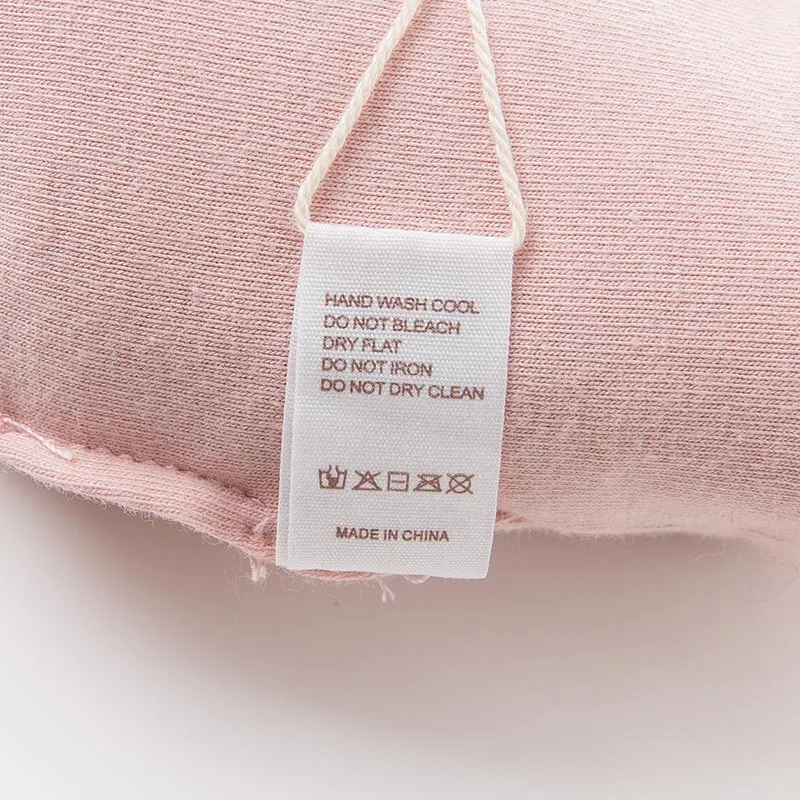 HAND WASH COOL
DO NOT BLEACH
DRY FLAT
DO NOT IRON
DO NOT DRY CLEAN
MADE IN CHINA